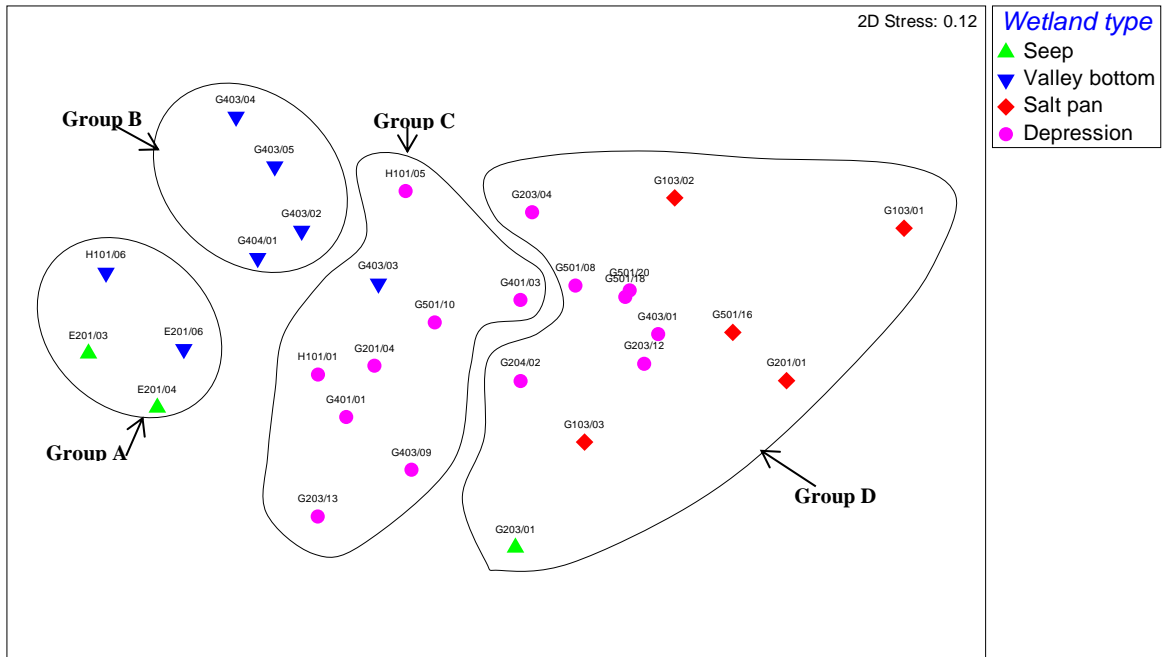 2D Stress: 0.12
Wetland type
Seep
Valley bottom
Salt pan
Depression
Group B
G403/04
G403/05
G403/02
G404/01
Group C
H101/05
G403/03
G401/03
G501/10
G201/04
H101/01
G401/01
G403/09
G203/13
H101/06
E201/03
E201/06
E201/04
Group A
G203/04
G103/02
G103/01
G501/08
G501/20
G501/18
G403/01
G501/16
G203/12
G204/02
G201/01
G103/03
G203/01
Group D